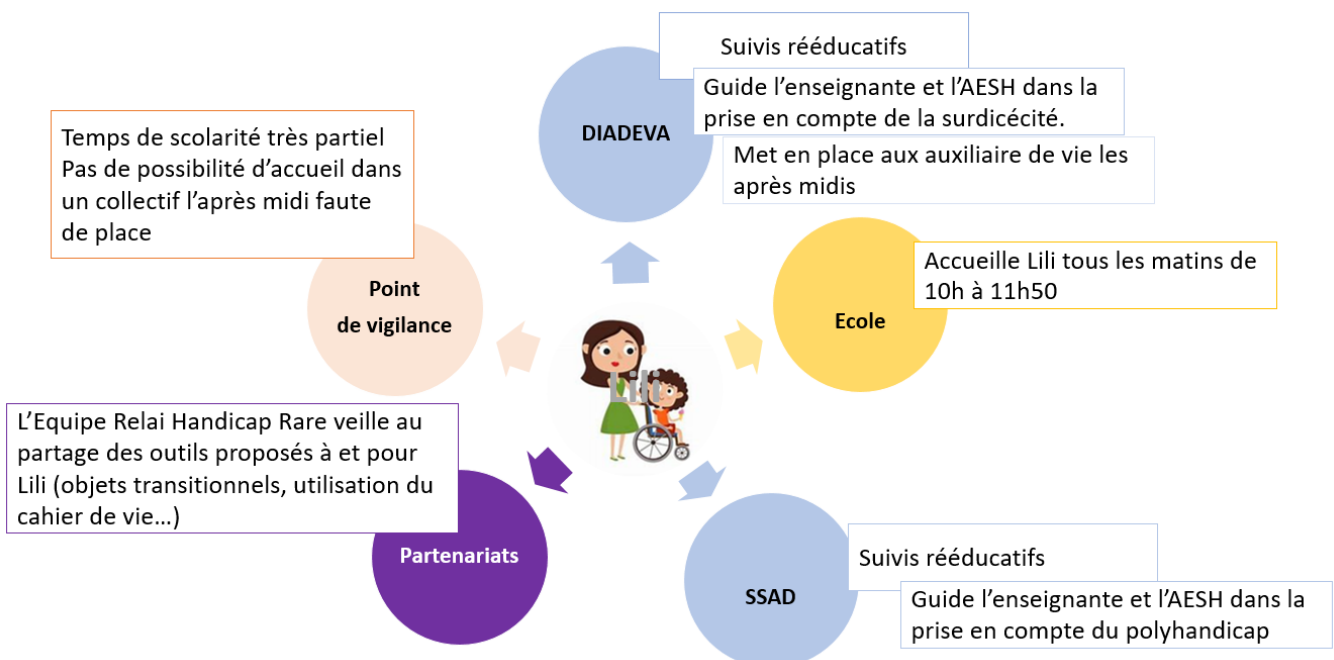 Suivis rééducatifs
Guide l’enseignante et l’AESH dans la
prise en compte de la surdicécité.
Met en place aux auxiliaire de vie les
après midis
DIADEVA
Temps de scolarité très partiel
Pas de possibilité d’accueil dans
un collectif l’après midi faute
de place
Point
de vigilance
Accueille Lili tous les matins de
10h à 11h50
Ecole
Lili
L’Equipe Relai Handicap Rare veille au
partage des outils proposés à et pour
Lili (objets transitionnels, utilisation du
cahier de vie…)
Partenariats
Suivis rééducatifs
Guide l’enseignante et l’AESH dans la
prise en compte du polyhandicap
SSAD